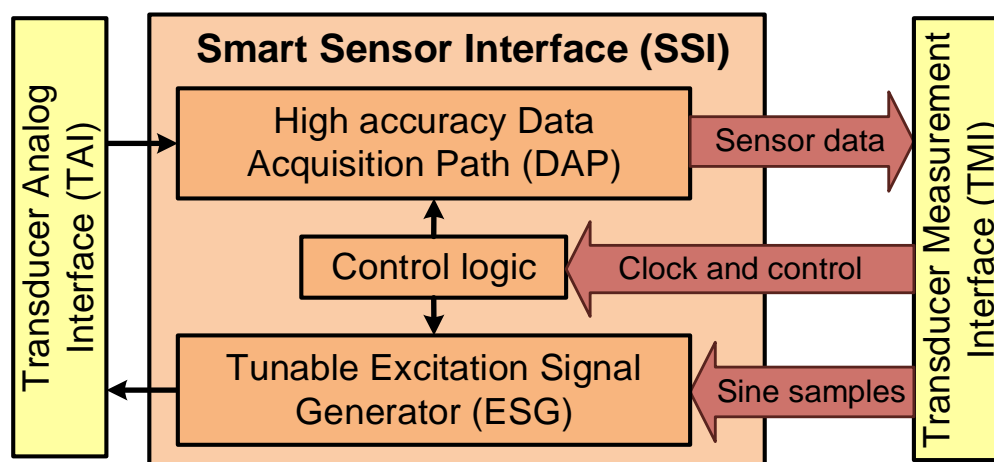 Transducer Analog
Interface (TAI)
Smart Sensor Interface (SSI)
High accuracy Data
Acquisition Path (DAP)
Control logic
Tunable Excitation Signal
Generator (ESG)
Sensor data
Clock and control
Sine samples
Transducer Measurement
Interface (TMI)